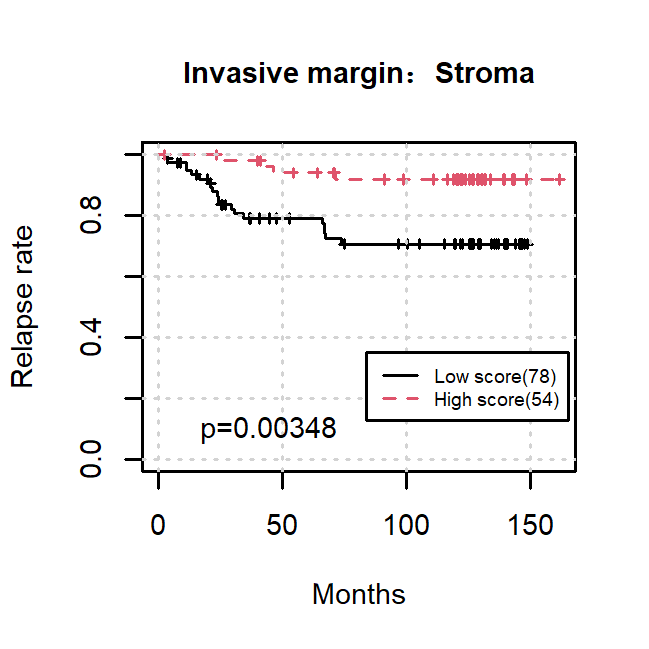 Invasive margin：Stroma
Relapse rate
0.8
0.4
0.0
Low score(78)
High score(54)
p=0.00348
0 50 100 150
Months